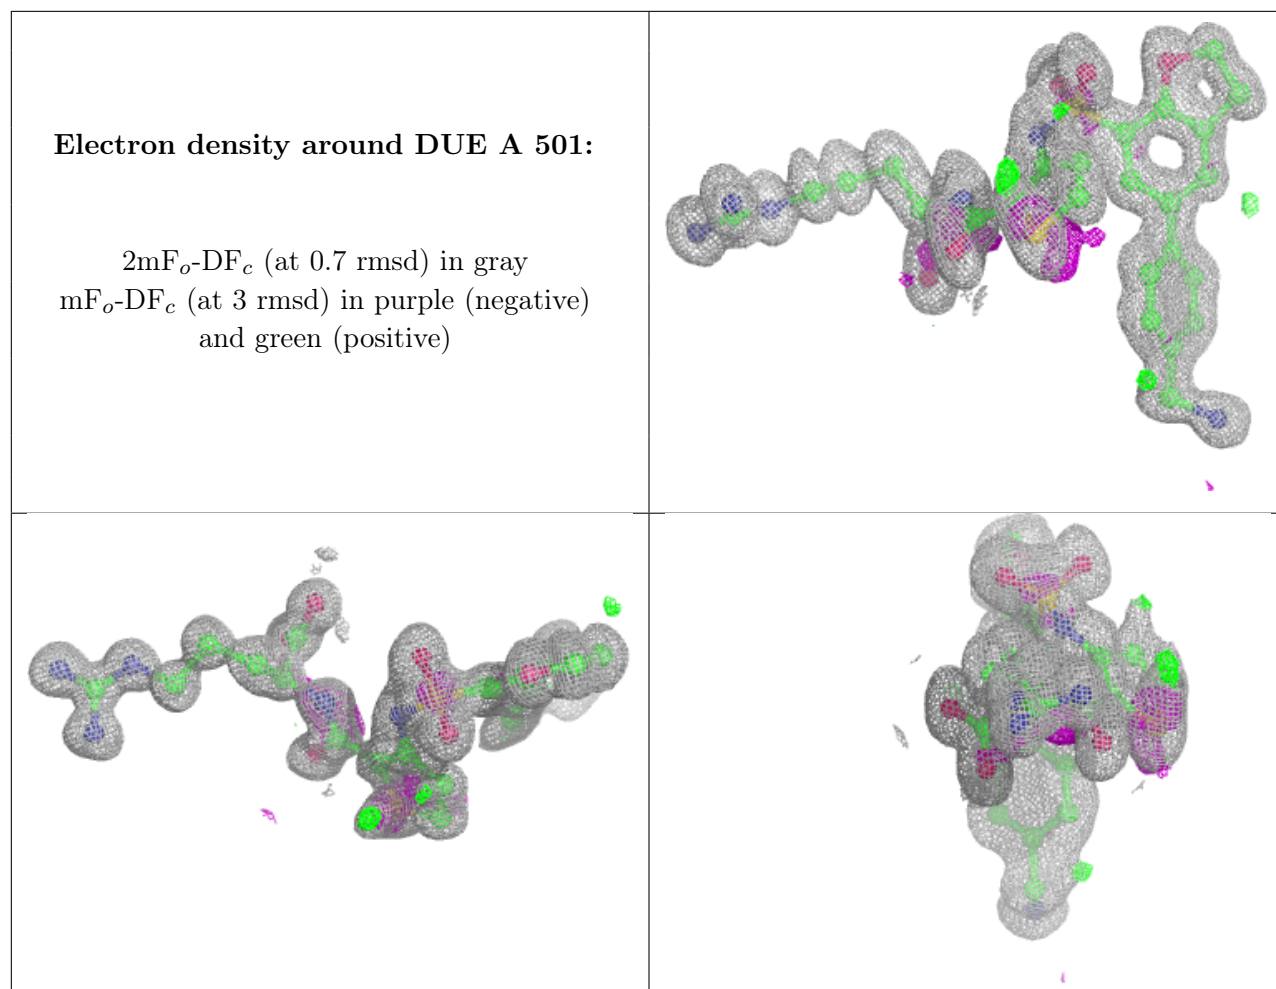 Electron density around DUE A 501:
2mFo-DFc (at 0.7 rmsd) in gray
mFo-DFc (at 3 rmsd) in purple (negative)
and green (positive)